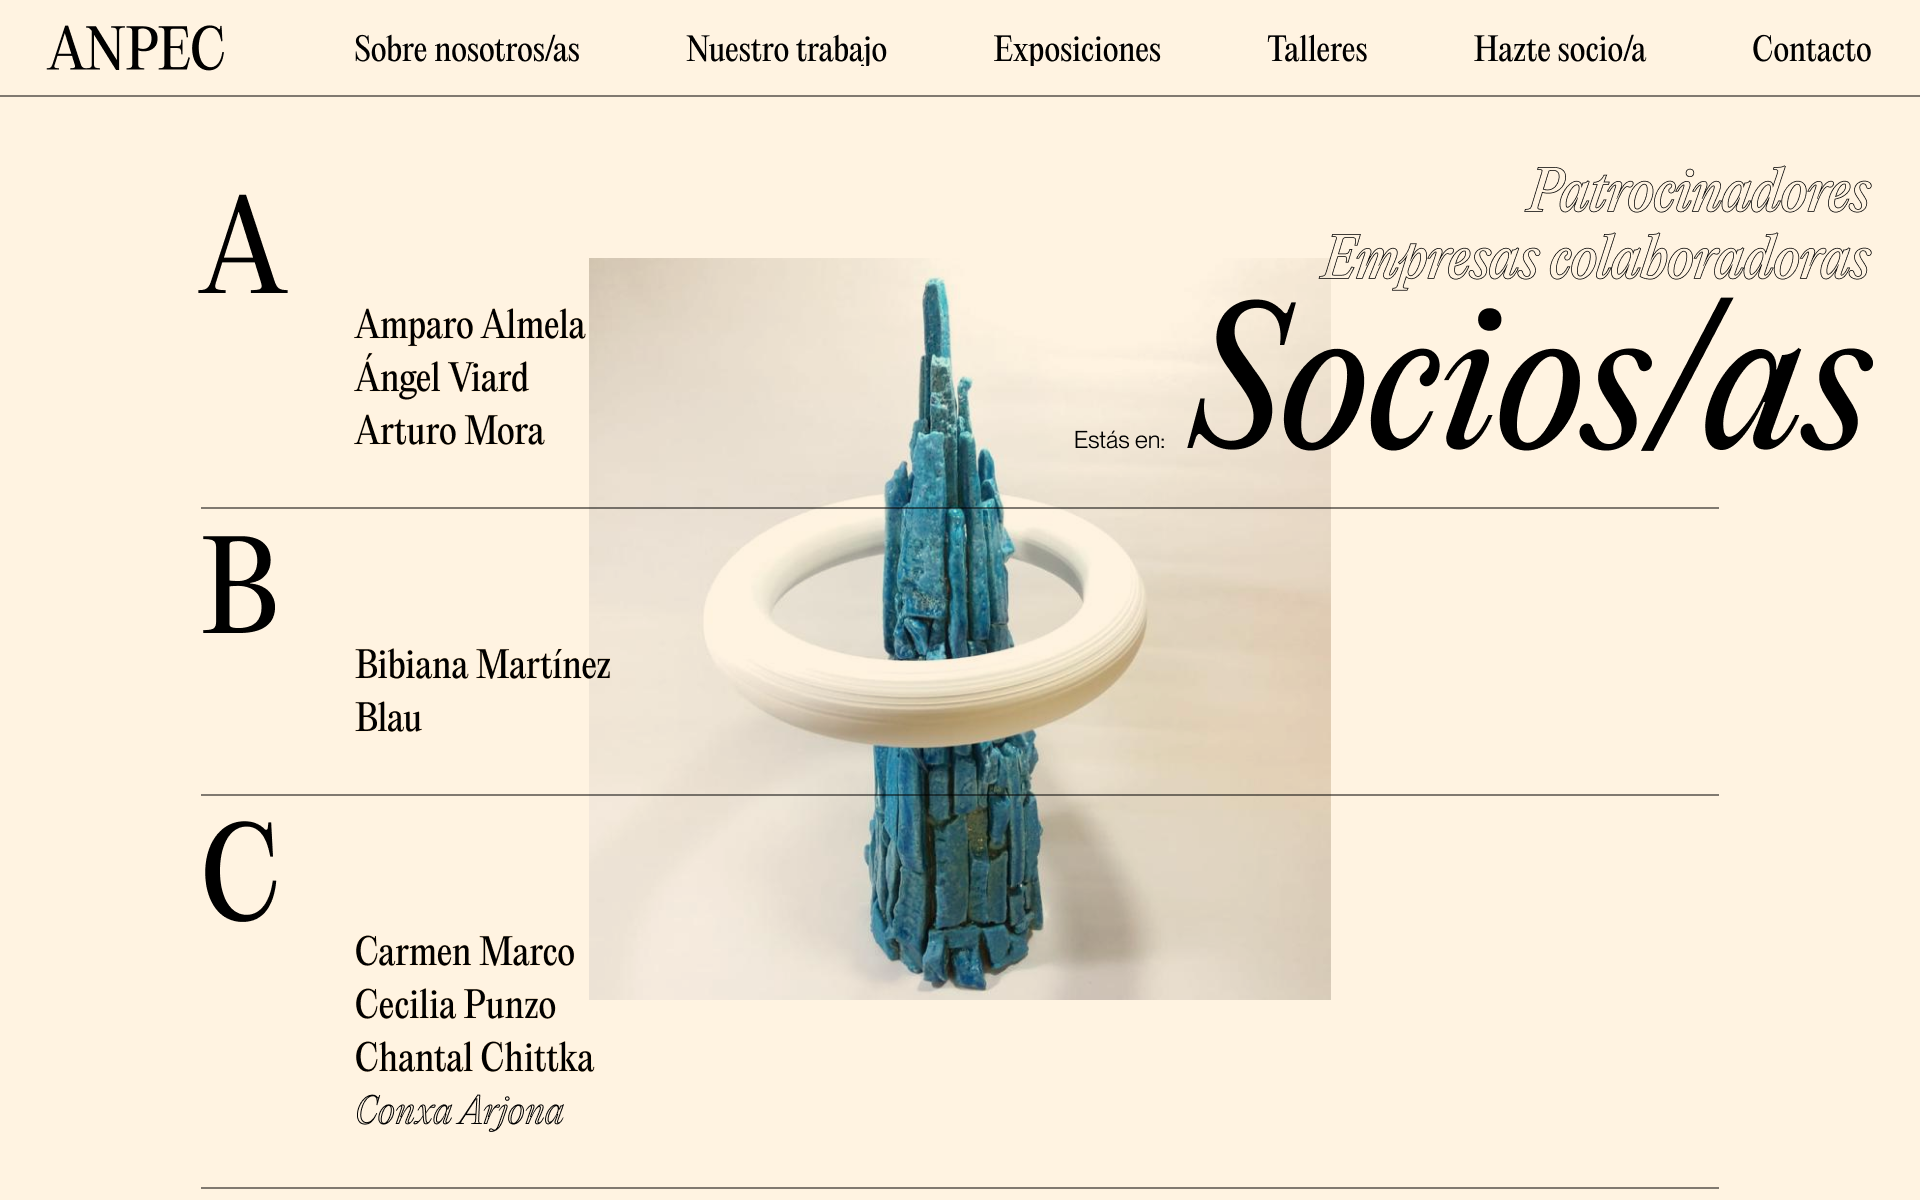 ANPEC
Sobre nosotros/as
Nuestro trabajo
Exposiciones
Talleres
Hazte socio/a
Contacto
Patrocinadores
Empresas colaboradoras
Estás en: Socios/as
A
Amparo Almela
Ángel Viard
Arturo Mora
B
Bibiana Martínez
Blau
C
Carmen Marco
Cecilia Punzo
Chantal Chittka
Conxa Arjona